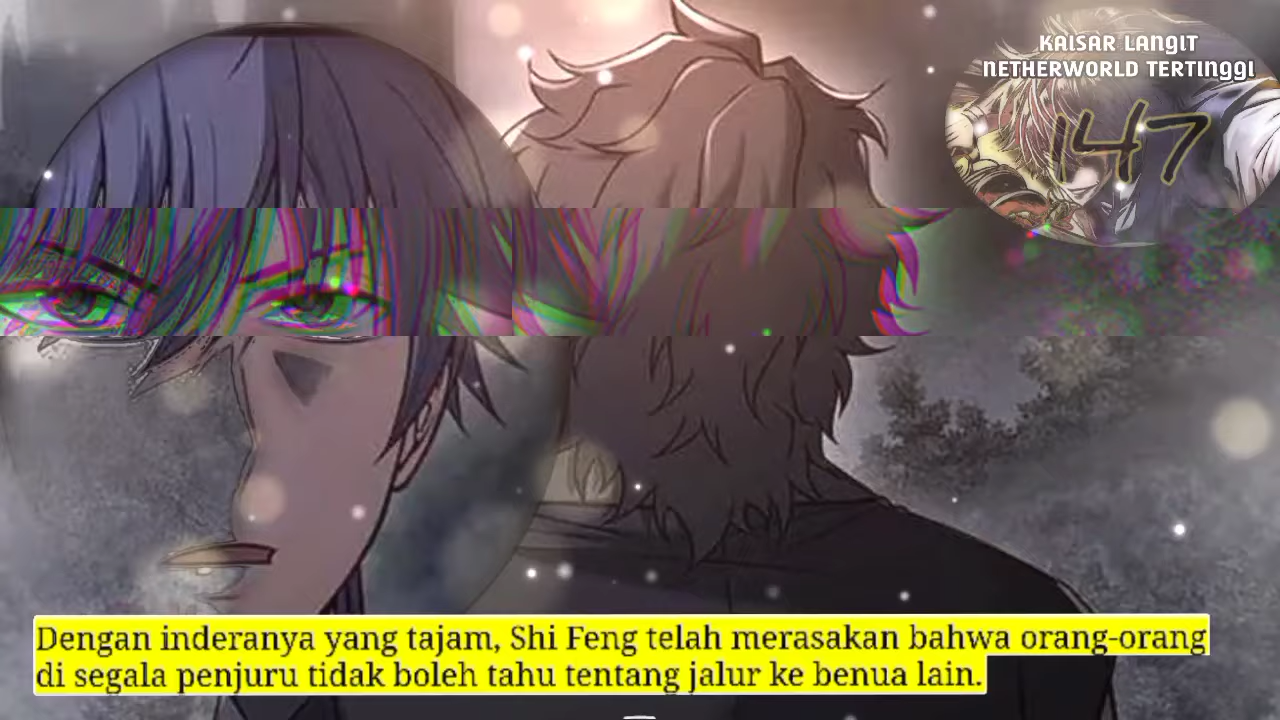 KAISAR LANGIT
NETHERWORLD TERTINGGI
147
Dengan inderanya yang tajam, Shi Feng telah merasakan bahwa orang-orang
di segala penjuru tidak boleh tahu tentang jalur ke benua lain.